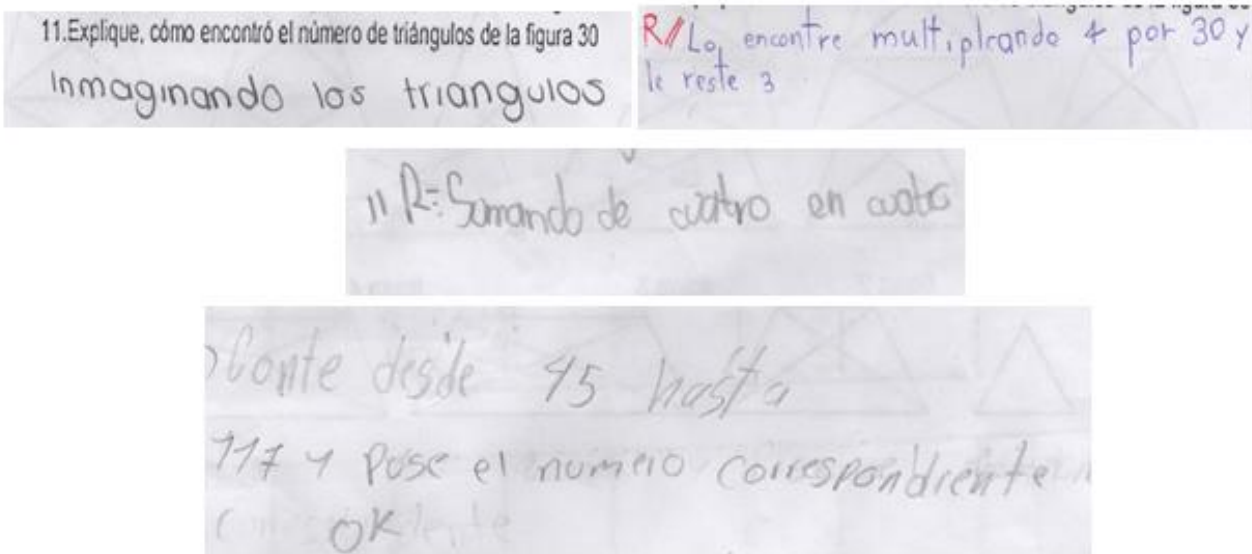 11.Explique, cómo encontró el número de triángulos de la figura 30
Inmaginando los triangulos
R// Lo encontre multiplcando 4 por 30 y
le reste 3
11 R=Sumando de cuatro en cuatro
Conte desde 45 hasta
117 y puse el numero correspondiente
OK